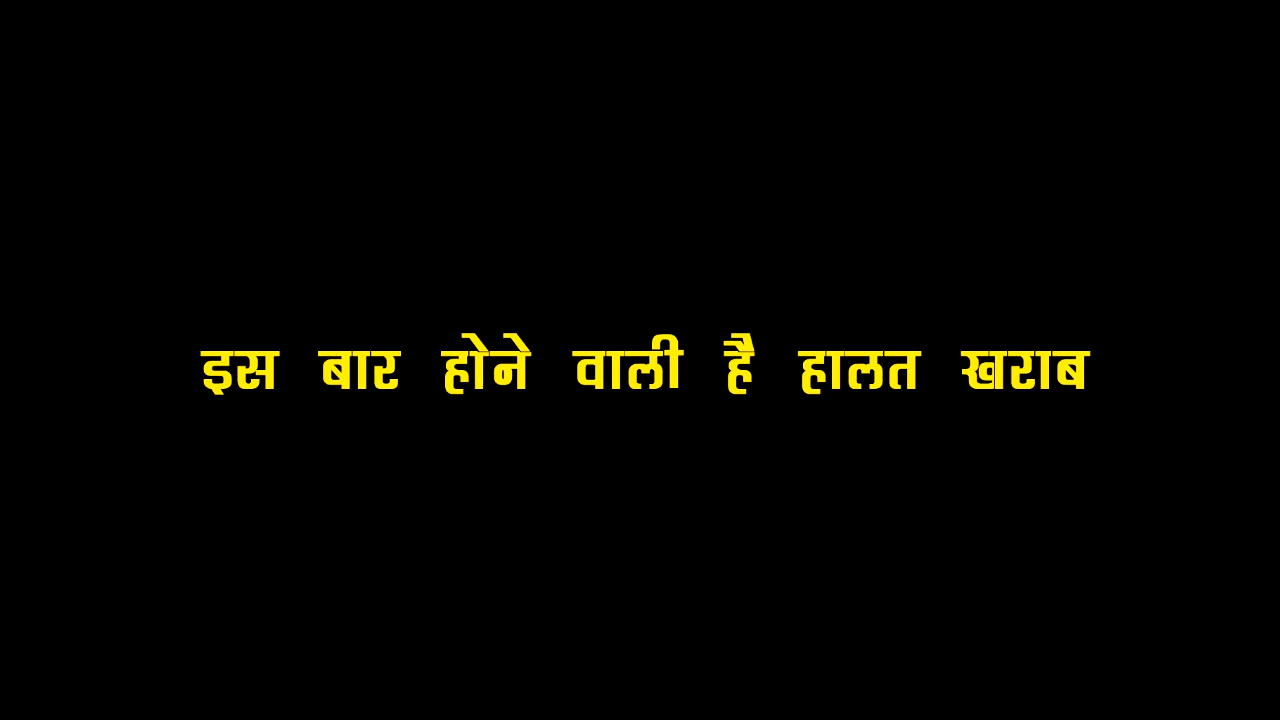 इस बार होने वाली है हालत खराब